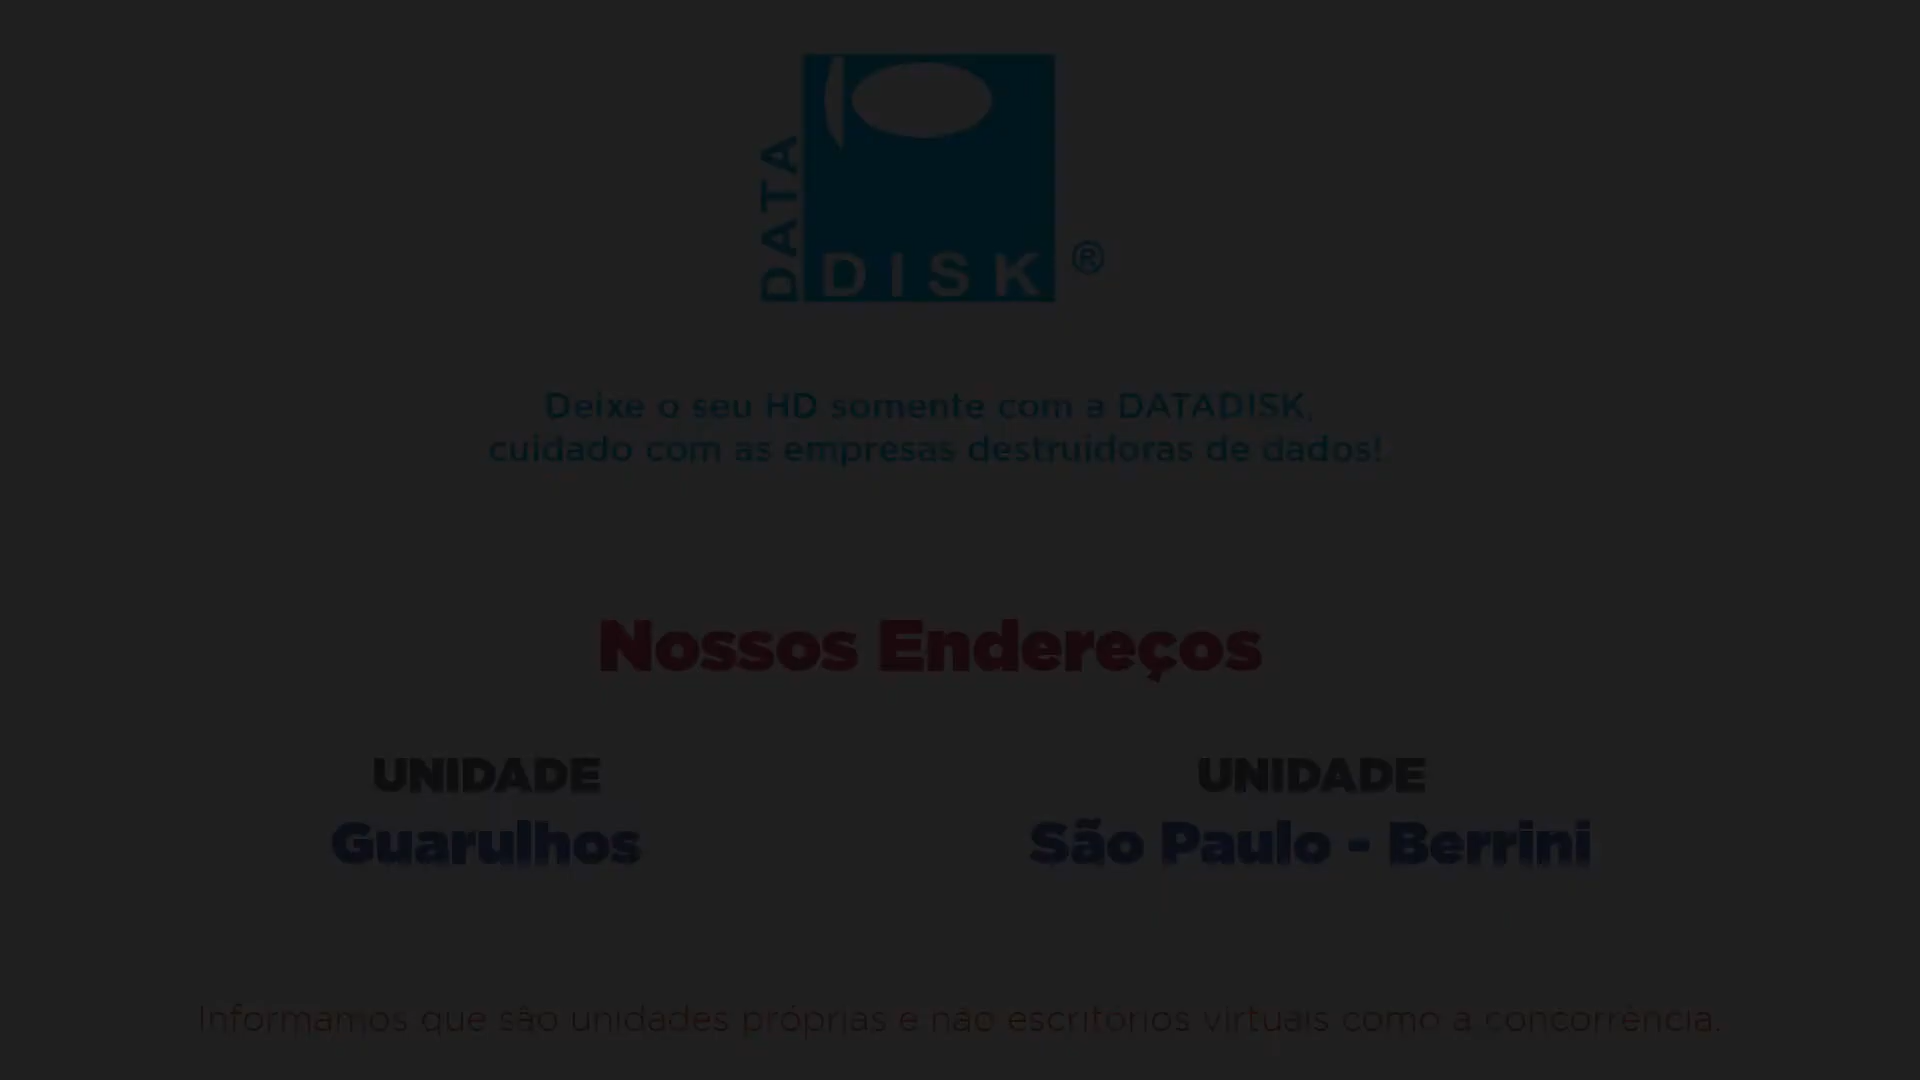 DATA
DISK ®
Deixe o seu HD somente com a DATADISK,
cuidado com as empresas destruidoras de dados!
Nossos Endereços
UNIDADE
Guarulhos
UNIDADE
São Paulo - Berrini
Informamos que são unidades próprias e não escritórios virtuais como a concorrência.